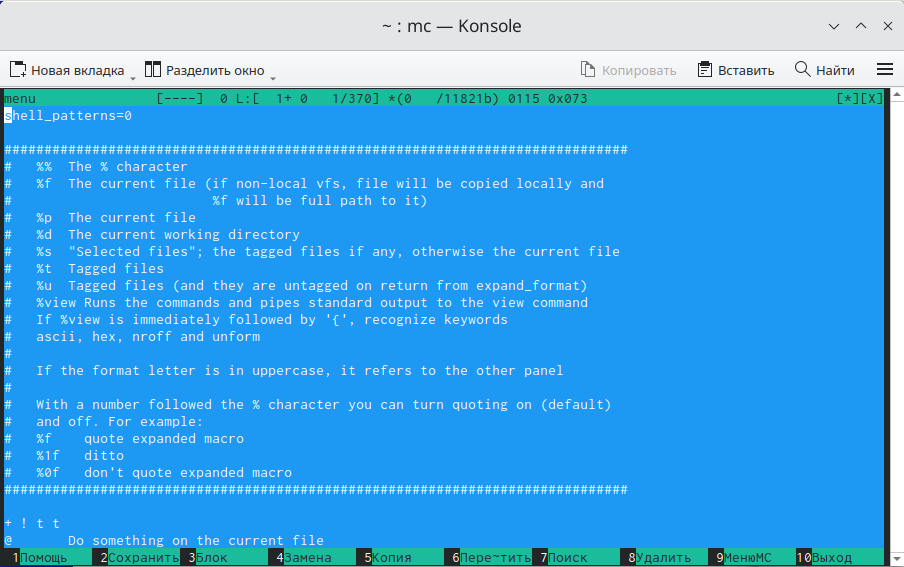 ~ : mc — Konsole
Новая вкладка Разделить окно Копировать Вставить Найти
menu [----] 0 L:[ 1+ 0 1/370] *(0 /11821b) 0115 0x073 [*][X]
shell_patterns=0
##############################################################################
# %% The % character
# %f The current file (if non-local vfs, file will be copied locally and
# %f will be full path to it)
# %p The current file
# %d The current working directory
# %s "Selected files"; the tagged files if any, otherwise the current file
# %t Tagged files
# %u Tagged files (and they are untagged on return from expand_format)
# %view Runs the commands and pipes standard output to the view command
# If %view is immediately followed by '{', recognize keywords
# ascii, hex, nroff and unform
#
# If the format letter is in uppercase, it refers to the other panel
#
# With a number followed the % character you can turn quoting on (default)
# and off. For example:
# %f quote expanded macro
# %1f ditto
# %0f don't quote expanded macro
##############################################################################
+ ! t t
@ Do something on the current file
1Помощь 2Сохранить 3Блок 4Замена 5Копия 6Пере~тить 7Поиск 8Удалить 9МенюMC 10Выход